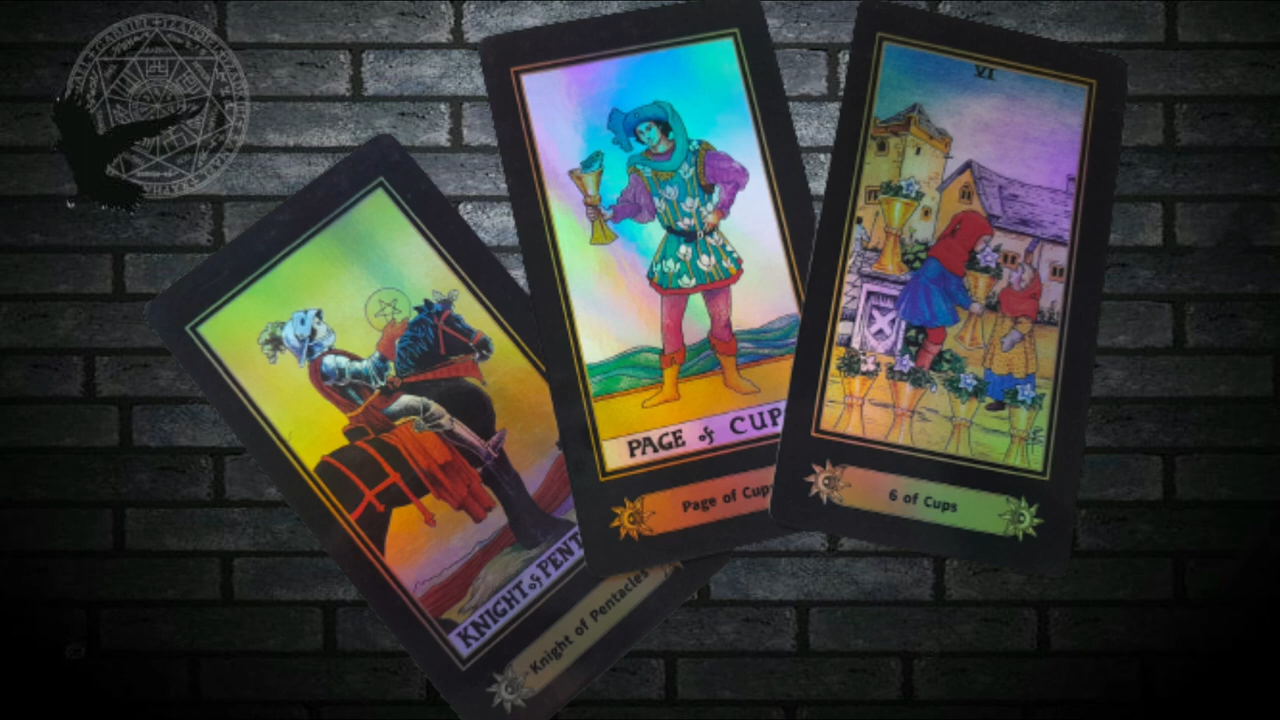 VI
PAGE of CUP
Page of Cup
6 of Cups
KNIGHT of PENT
Knight of Pentacles